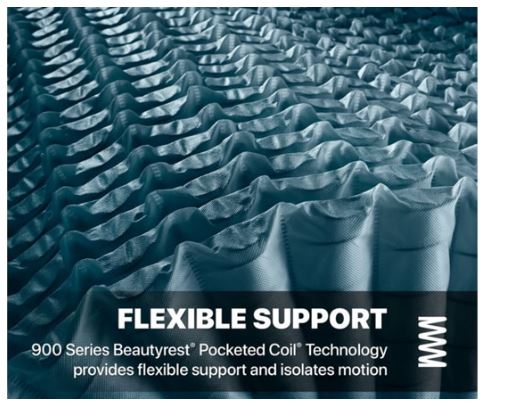 FLEXIBLE SUPPORT
900 Series Beautyrest® Pocketed Coil® Technology
provides flexible support and isolates motion